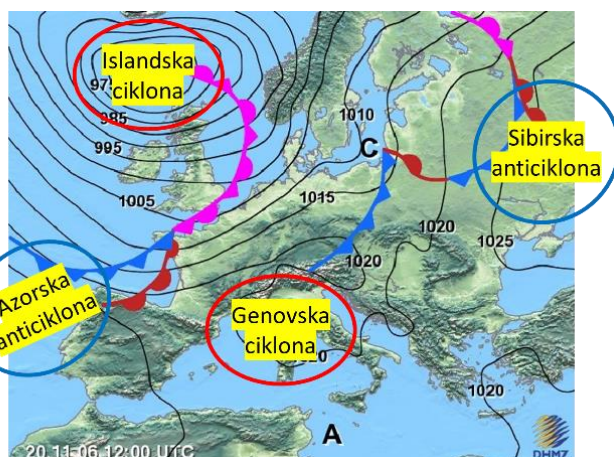 Islandska
ciklona
985
995
1005
1010
C
Sibirska
anticiklona
1015
1020
1025
1020
Azorska
anticiklona
Genovska
ciklona
1020
A
20.11.06.12:00 UTC
DHMZ